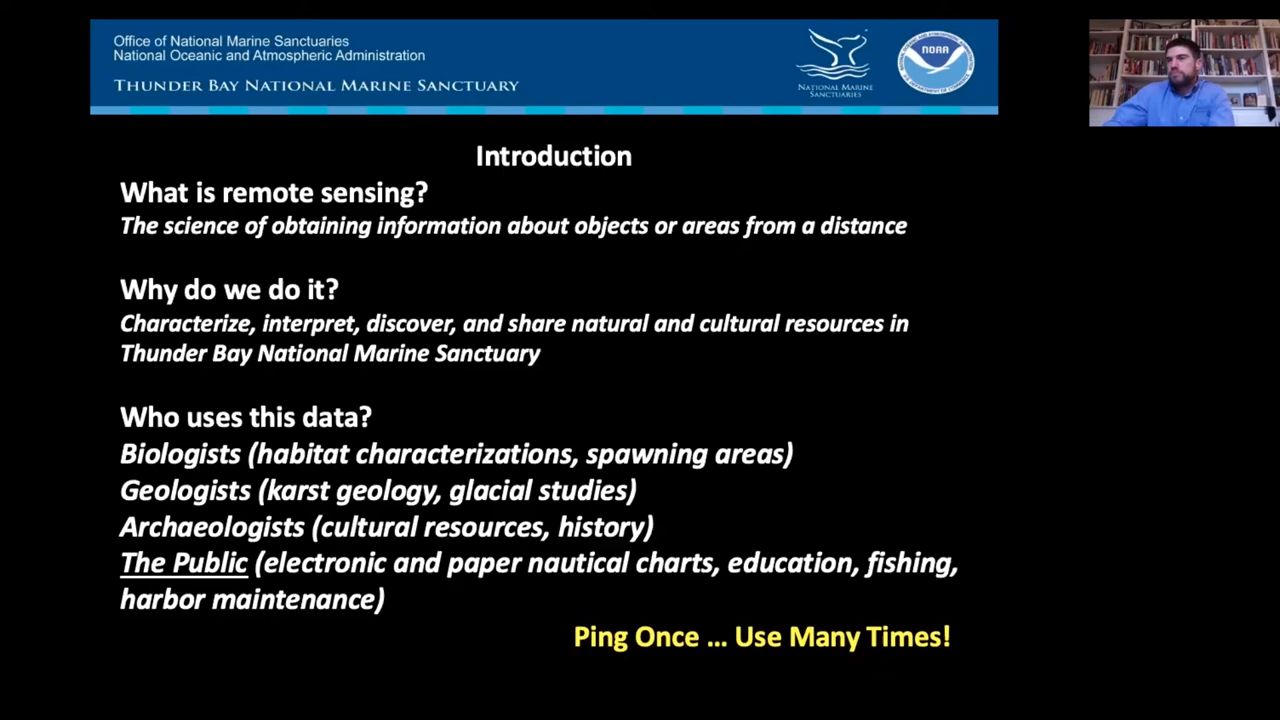 Office of National Marine Sanctuaries
National Oceanic and Atmospheric Administration
THUNDER BAY NATIONAL MARINE SANCTUARY
NATIONAL MARINE
SANCTUARIES
NOAA
Introduction
What is remote sensing?
The science of obtaining information about objects or areas from a distance
Why do we do it?
Characterize, interpret, discover, and share natural and cultural resources in
Thunder Bay National Marine Sanctuary
Who uses this data?
Biologists (habitat characterizations, spawning areas)
Geologists (karst geology, glacial studies)
Archaeologists (cultural resources, history)
The Public (electronic and paper nautical charts, education, fishing,
harbor maintenance)
Ping Once ... Use Many Times!